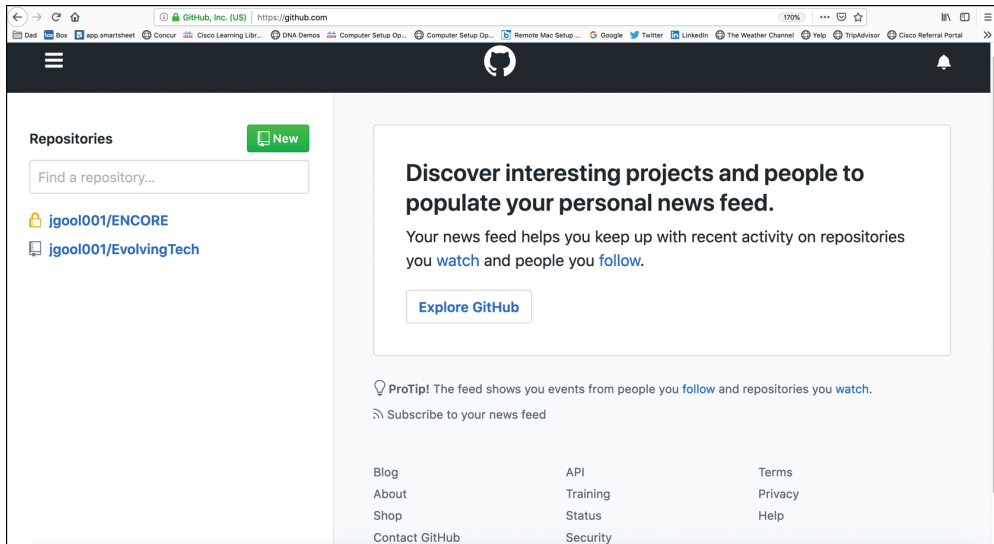 GitHub, Inc. (US) https://github.com 170%
Dad Box app.smartsheet Concur Cisco Learning Libr... DNA Demos Computer Setup Op... Computer Setup Op... Remote Mac Setup ... Google Twitter LinkedIn The Weather Channel Yelp TripAdvisor Cisco Referral Portal
Repositories New
Find a repository...
jgool001/ENCORE
jgool001/EvolvingTech
Discover interesting projects and people to
populate your personal news feed.
Your news feed helps you keep up with recent activity on repositories
you watch and people you follow.
Explore GitHub
ProTip! The feed shows you events from people you follow and repositories you watch.
Subscribe to your news feed
Blog API Terms
About Training Privacy
Shop Status Help
Contact GitHub Security